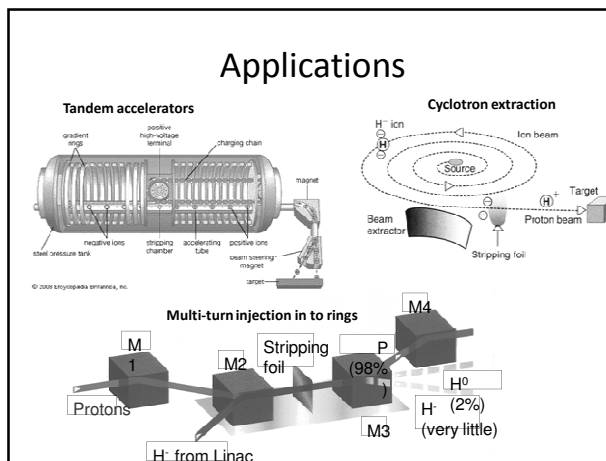 Applications
Tandem accelerators
positive
high-voltage
terminal
gradient
rings
charging chain
magnet
negative ions
stripping
chamber
accelerating
tube
positive ions
steel pressure tank
beam steering
magnet
target
© 2008 Encyclopædia Britannica, Inc.
Cyclotron extraction
H⁻ ion
⊖
H
⊖
Ion beam
Source
H⁺
Target
⊖
⊖
Proton beam
Beam
extractor
Stripping foil
Multi-turn injection in to rings
M
1
M2
Stripping
foil
P
(98%
)
M4
Protons
H⁻ from Linac
M3
H⁰
(2%)
H⁻
(very little)